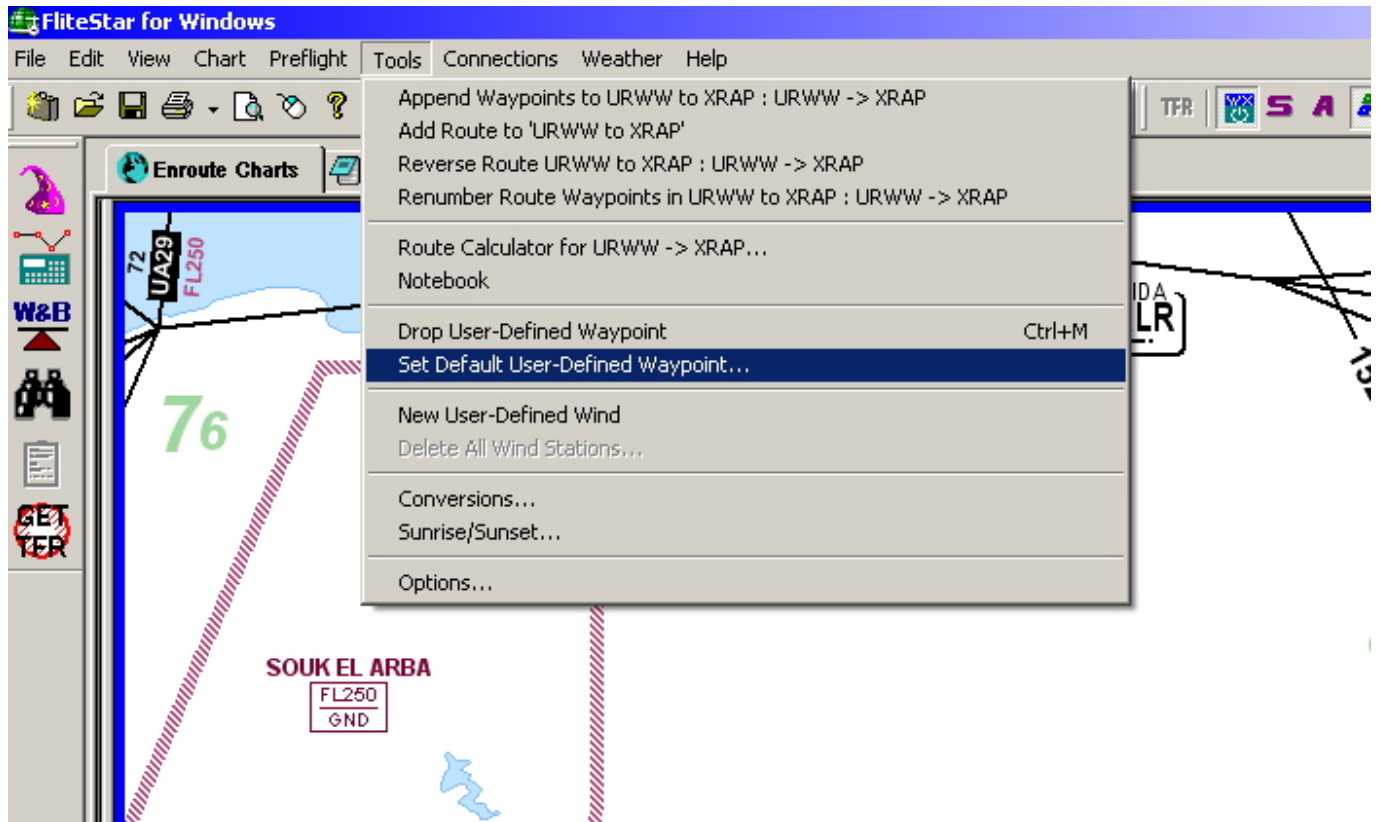 FliteStar for Windows
File Edit View Chart Preflight Tools Connections Weather Help
TFR S A
Enroute Charts
Append Waypoints to URWW to XRAP : URWW -> XRAP
Add Route to 'URWW to XRAP'
Reverse Route URWW to XRAP : URWW -> XRAP
Renumber Route Waypoints in URWW to XRAP : URWW -> XRAP
Route Calculator for URWW -> XRAP...
Notebook
Drop User-Defined Waypoint Ctrl+M
Set Default User-Defined Waypoint...
New User-Defined Wind
Delete All Wind Stations...
Conversions...
Sunrise/Sunset...
Options...
W&B
GET
TFR
72
UA29
FL250
76
IDA
LR
SOUK EL ARBA
FL250
GND